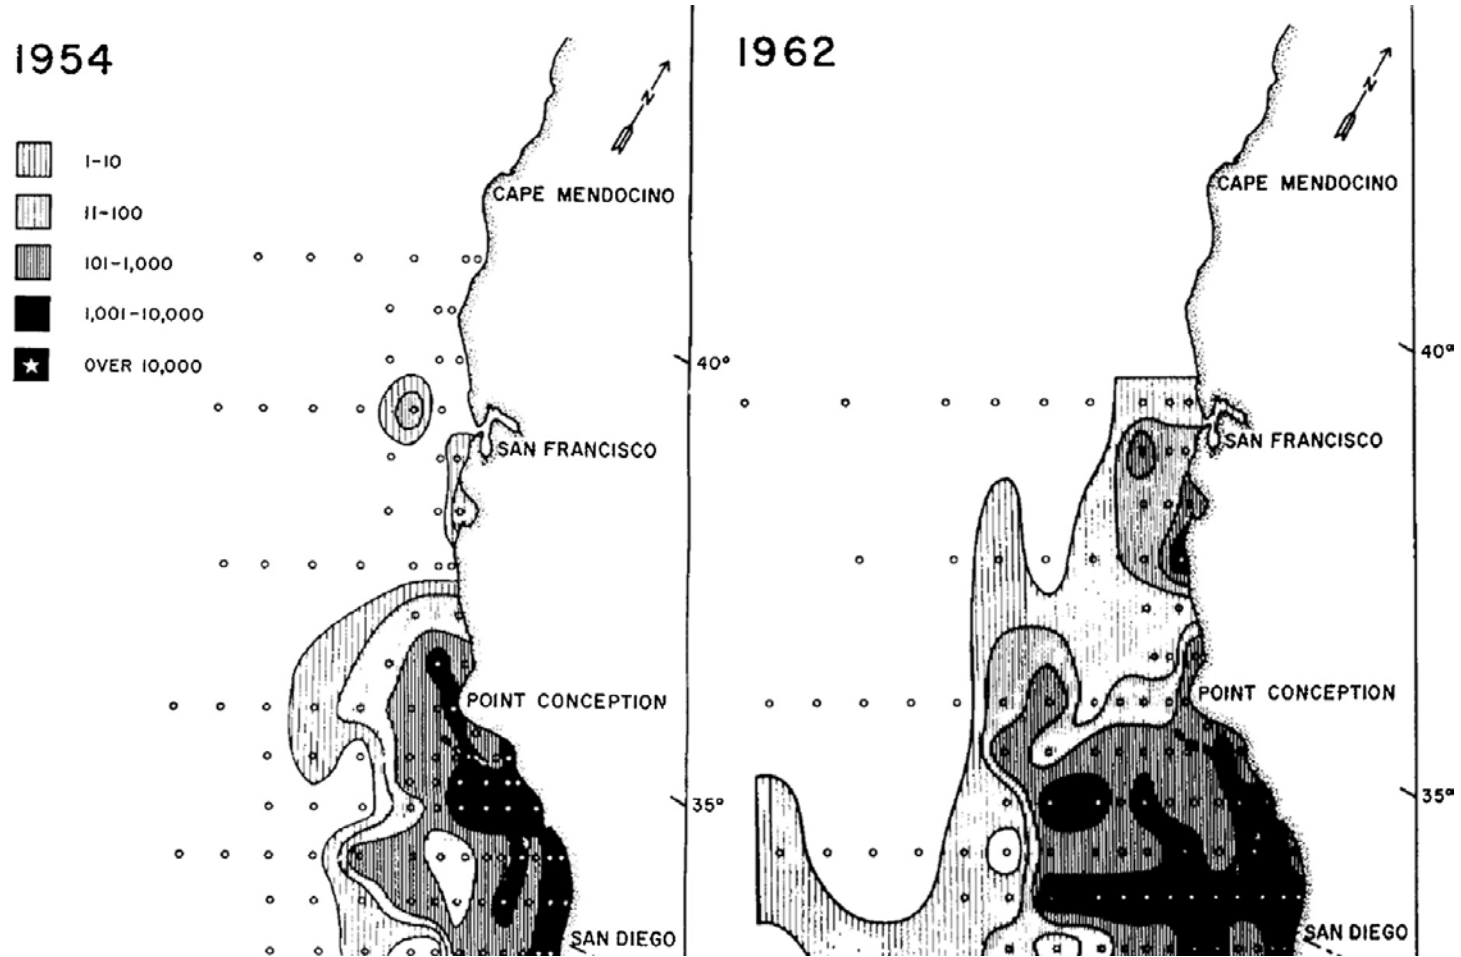 1954
1-10
11-100
101-1,000
1,001-10,000
OVER 10,000
N
CAPE MENDOCINO
40°
SAN FRANCISCO
POINT CONCEPTION
35°
SAN DIEGO
1962
N
CAPE MENDOCINO
40°
SAN FRANCISCO
POINT CONCEPTION
35°
SAN DIEGO